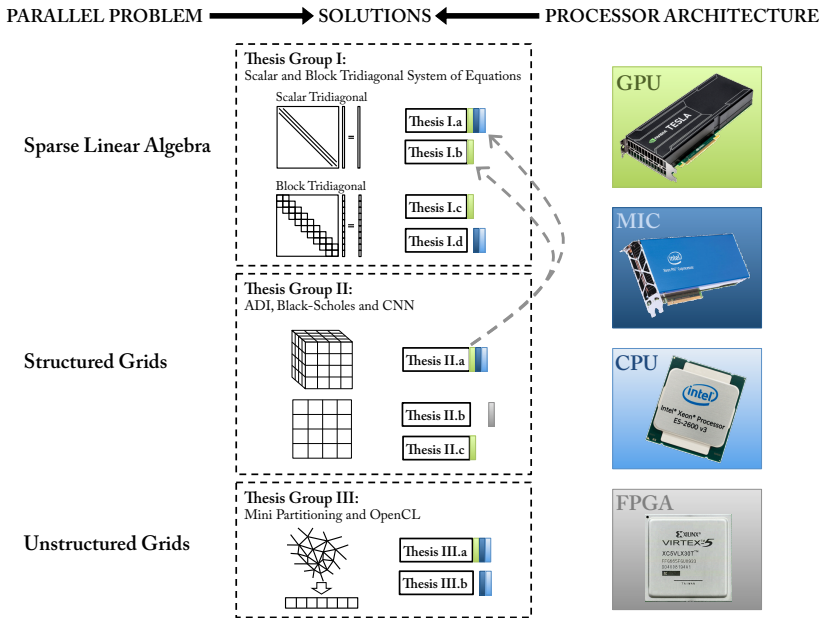 PARALLEL PROBLEM SOLUTIONS PROCESSOR ARCHITECTURE
Thesis Group I:
Scalar and Block Tridiagonal System of Equations
Scalar Tridiagonal
=
Thesis I.a
Thesis I.b
Sparse Linear Algebra
Block Tridiagonal
=
Thesis I.c
Thesis I.d
Thesis Group II:
ADI, Black-Scholes and CNN
Structured Grids
Thesis II.a
Thesis II.b
Thesis II.c
Thesis Group III:
Mini Partitioning and OpenCL
Unstructured Grids
Thesis III.a
Thesis III.b
GPU
TESLA
MIC
intel
CPU
intel
Intel® Xeon® Processor
E5-2600 v3
FPGA
XILINX
VIRTEX-5
XC5VLX30T™